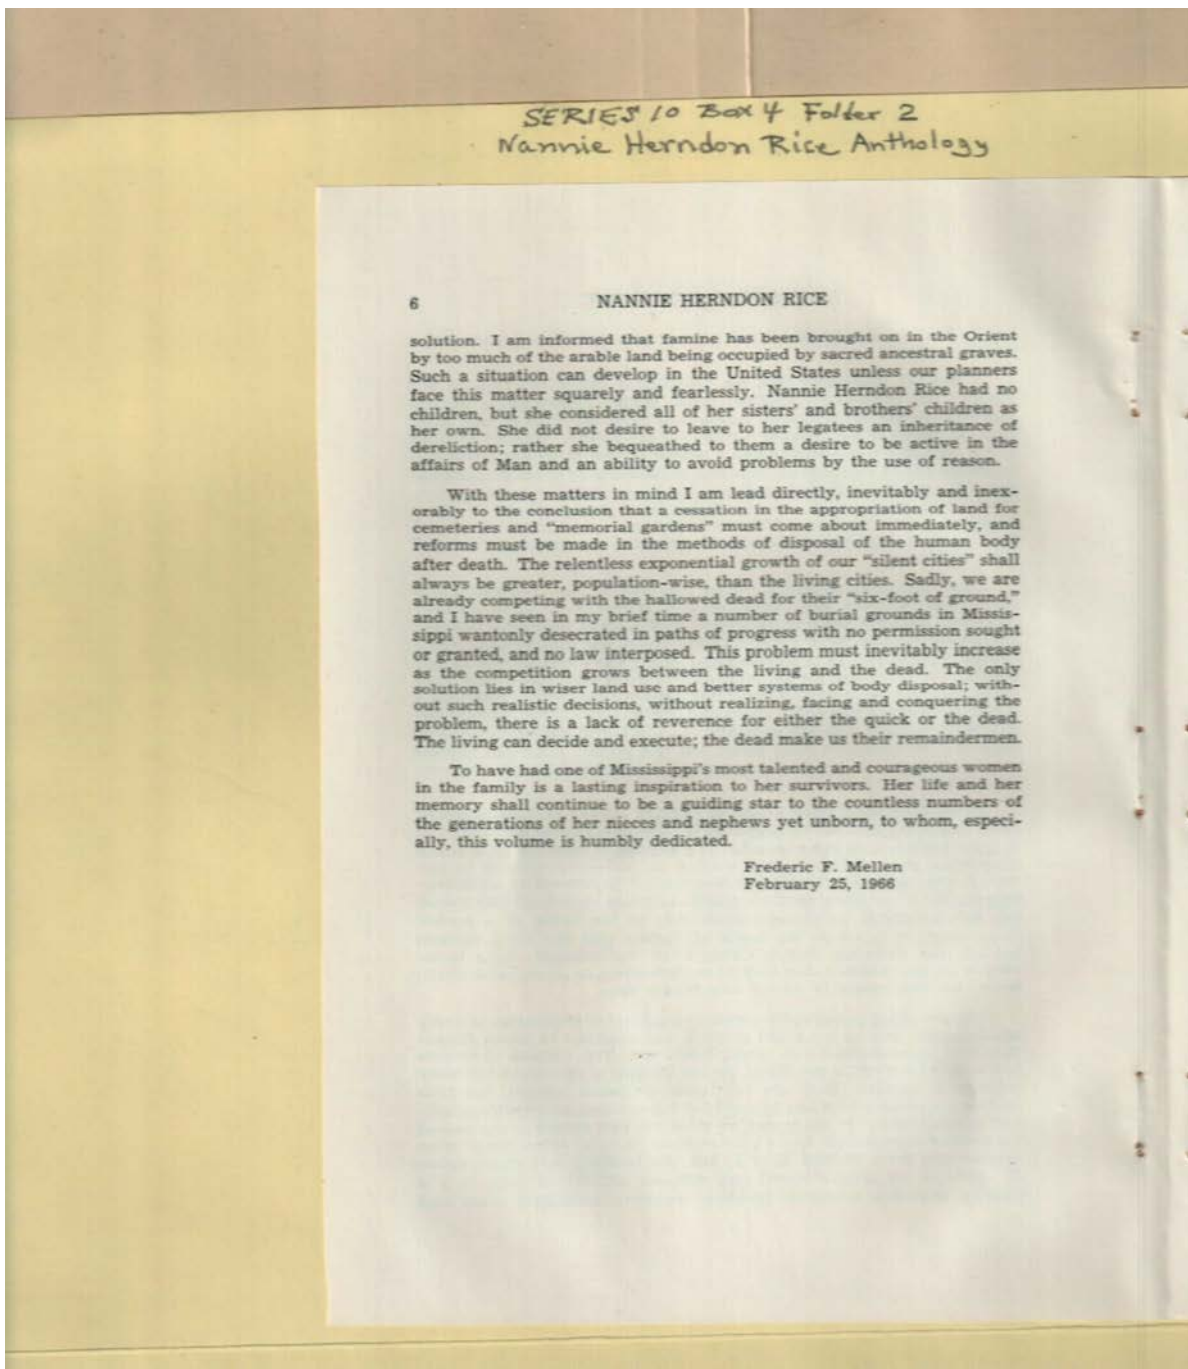 SERIES 10 Box 4 Folder 2
Nannie Herndon Rice Anthology
6 NANNIE HERNDON RICE
solution. I am informed that famine has been brought on in the Orient
by too much of the arable land being occupied by sacred ancestral graves.
Such a situation can develop in the United States unless our planners
face this matter squarely and fearlessly. Nannie Herndon Rice had no
children, but she considered all of her sisters' and brothers' children as
her own. She did not desire to leave to her legatees an inheritance of
dereliction; rather she bequeathed to them a desire to be active in the
affairs of Man and an ability to avoid problems by the use of reason.
With these matters in mind I am lead directly, inevitably and inex-
orably to the conclusion that a cessation in the appropriation of land for
cemeteries and "memorial gardens" must come about immediately, and
reforms must be made in the methods of disposal of the human body
after death. The relentless exponential growth of our "silent cities" shall
always be greater, population-wise, than the living cities. Sadly, we are
already competing with the hallowed dead for their "six-foot of ground,"
and I have seen in my brief time a number of burial grounds in Missis-
sippi wantonly desecrated in paths of progress with no permission sought
or granted, and no law interposed. This problem must inevitably increase
as the competition grows between the living and the dead. The only
solution lies in wiser land use and better systems of body disposal; with-
out such realistic decisions, without realizing, facing and conquering the
problem, there is a lack of reverence for either the quick or the dead.
The living can decide and execute; the dead make us their remaindermen.
To have had one of Mississippi's most talented and courageous women
in the family is a lasting inspiration to her survivors. Her life and her
memory shall continue to be a guiding star to the countless numbers of
the generations of her nieces and nephews yet unborn, to whom, especi-
ally, this volume is humbly dedicated.
Frederic F. Mellen
February 25, 1966